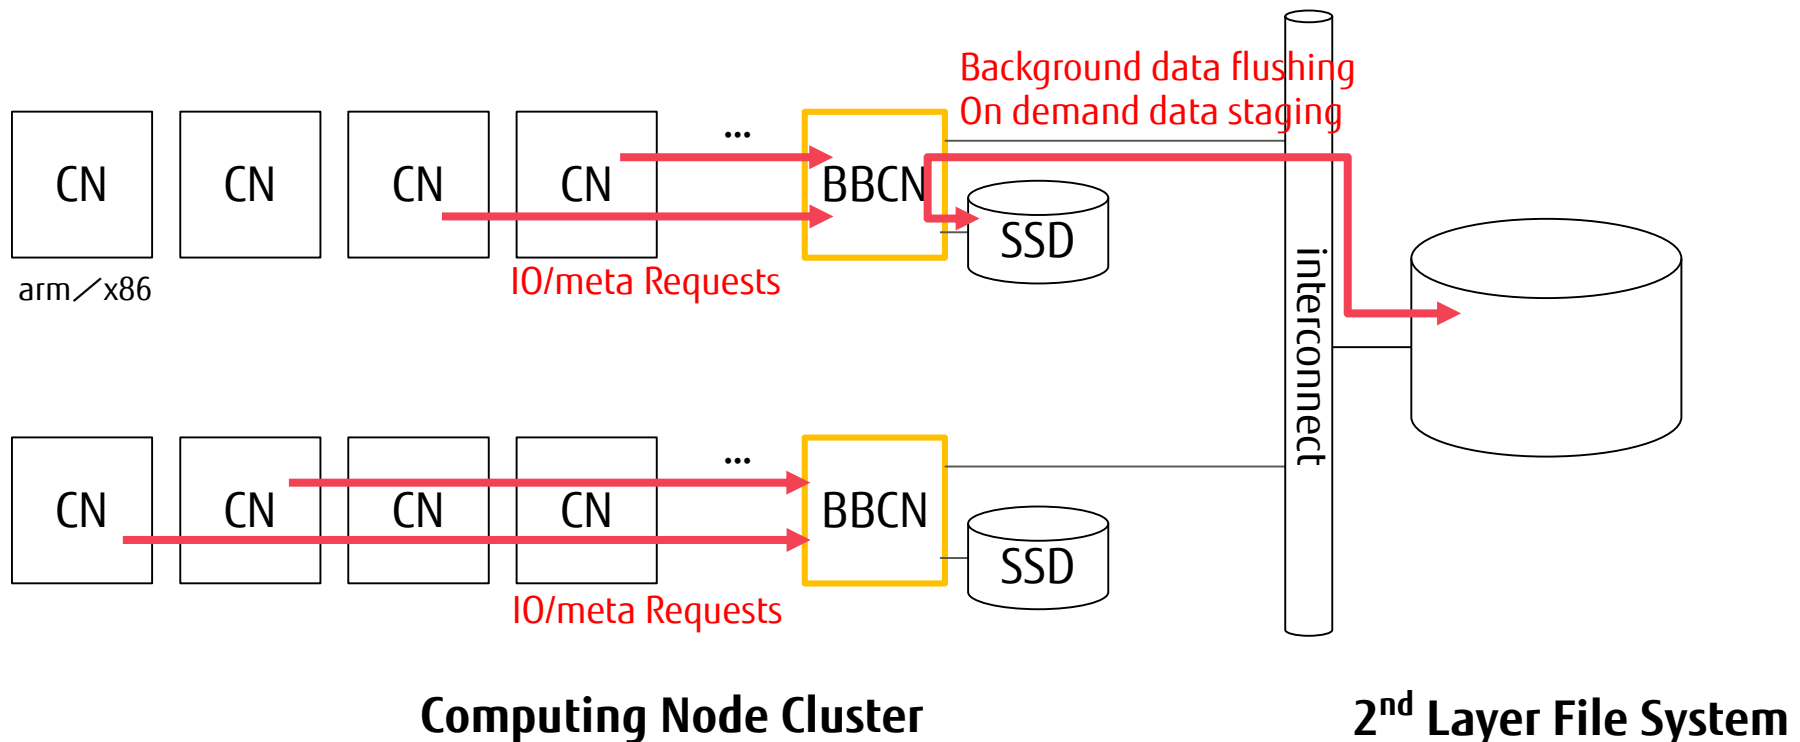 Background data flushing
On demand data staging
CN CN CN CN ... BBCN
SSD
arm／x86
IO/meta Requests
interconnect
CN CN CN CN ... BBCN
SSD
IO/meta Requests
Computing Node Cluster
2nd Layer File System